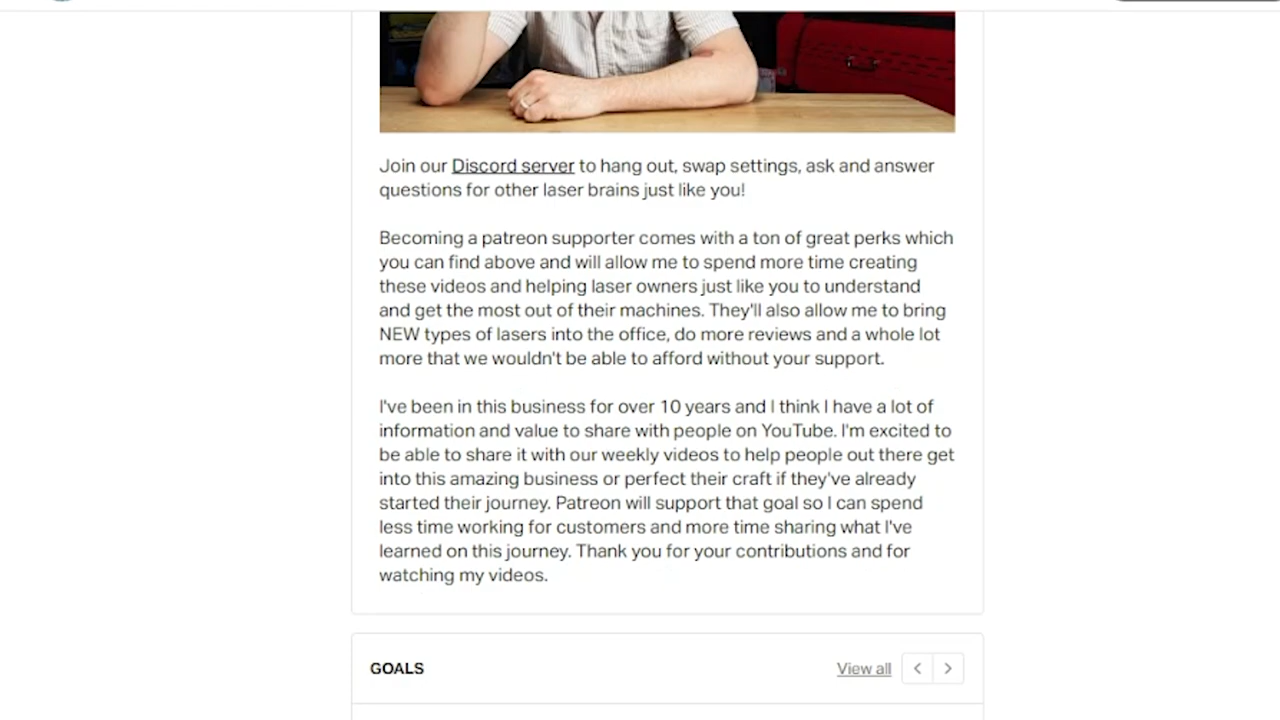 Join our Discord server to hang out, swap settings, ask and answer
questions for other laser brains just like you!
Becoming a patreon supporter comes with a ton of great perks which
you can find above and will allow me to spend more time creating
these videos and helping laser owners just like you to understand
and get the most out of their machines. They'll also allow me to bring
NEW types of lasers into the office, do more reviews and a whole lot
more that we wouldn't be able to afford without your support.
I've been in this business for over 10 years and I think I have a lot of
information and value to share with people on YouTube. I'm excited to
be able to share it with our weekly videos to help people out there get
into this amazing business or perfect their craft if they've already
started their journey. Patreon will support that goal so I can spend
less time working for customers and more time sharing what I've
learned on this journey. Thank you for your contributions and for
watching my videos.
GOALS View all